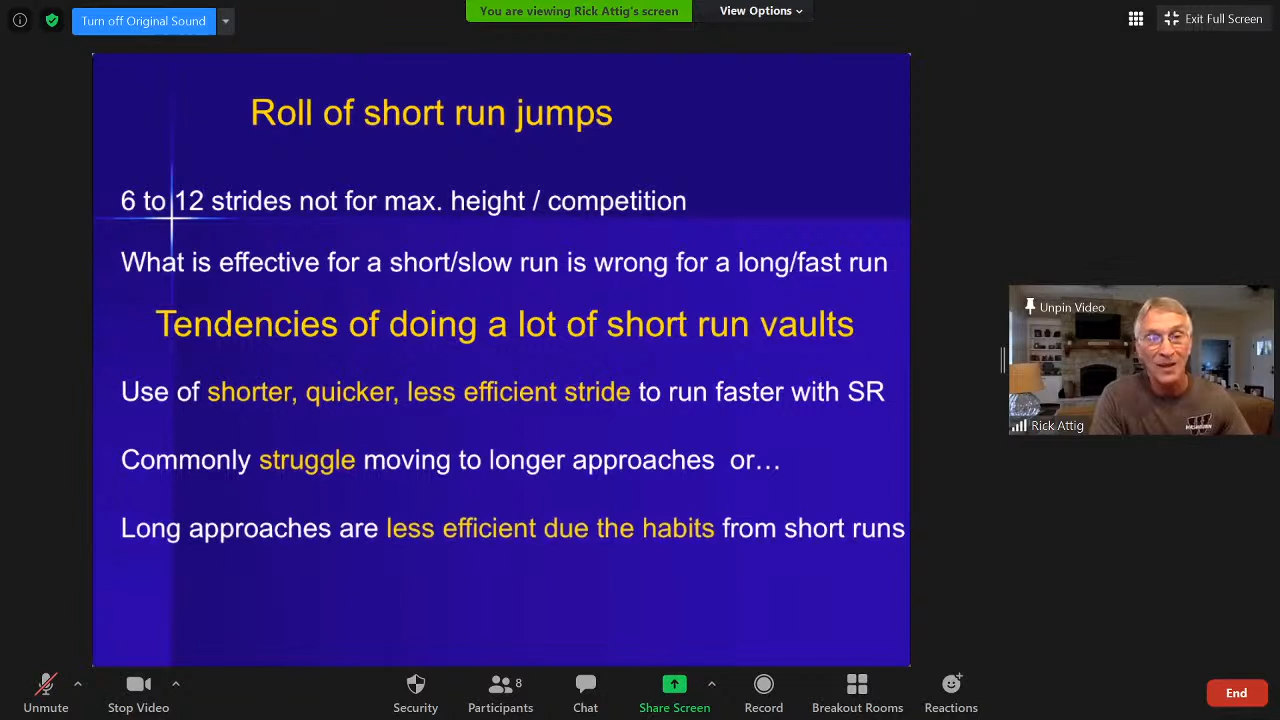 Turn off Original Sound
You are viewing Rick Attig's screen
View Options
Exit Full Screen
Roll of short run jumps
6 to 12 strides not for max. height / competition
What is effective for a short/slow run is wrong for a long/fast run
Tendencies of doing a lot of short run vaults
Use of shorter, quicker, less efficient stride to run faster with SR
Commonly struggle moving to longer approaches or…
Long approaches are less efficient due the habits from short runs
Unpin Video
W
Rick Attig
Unmute
Stop Video
Security
Participants
8
Chat
Share Screen
Record
Breakout Rooms
Reactions
End